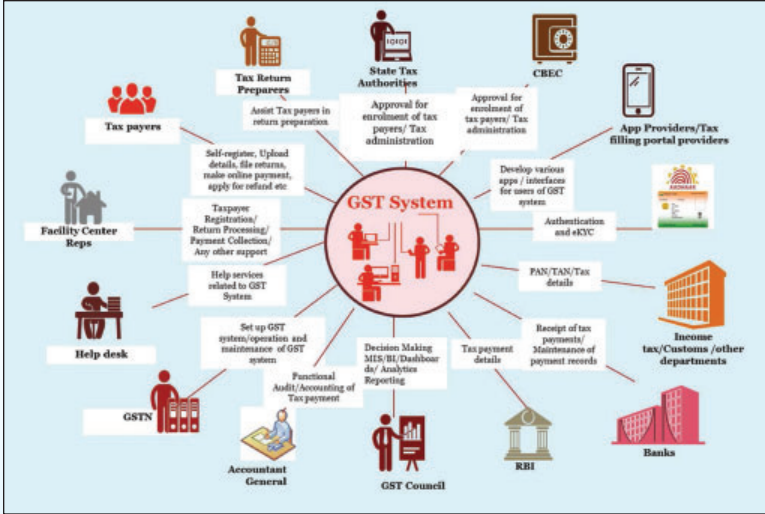 Tax Return
Preparers
State Tax
Authorities
CBEC
App Providers/Tax
filling portal providers
Tax payers
Assist Tax payers in
return preparation
Approval for
enrolment of tax
payers/ Tax
administration
Approval for
enrolment of
tax payers/ Tax
administration
Self-register, Upload
details, file returns,
make online payment,
apply for refund etc
GST System
Develop various
apps / interfaces
for users of GST
system
AADHAAR
Facility Center
Reps
Taxpayer
Registration/
Return Processing/
Payment Collection/
Any other support
Authentication
and eKYC
Help services
related to GST
System
PAN/TAN/Tax
details
Help desk
Income
tax/Customs /other
departments
Set up GST
system/operation and
maintenance of GST
system
Decision Making
MIS/BI/Dashboar
ds/ Analytics
Reporting
Tax payment
details
Receipt of tax
payments/
Maintenance of
payment records
Functional
Audit/Accounting of
Tax payment
GSTN
Accountant
General
GST Council
RBI
Banks